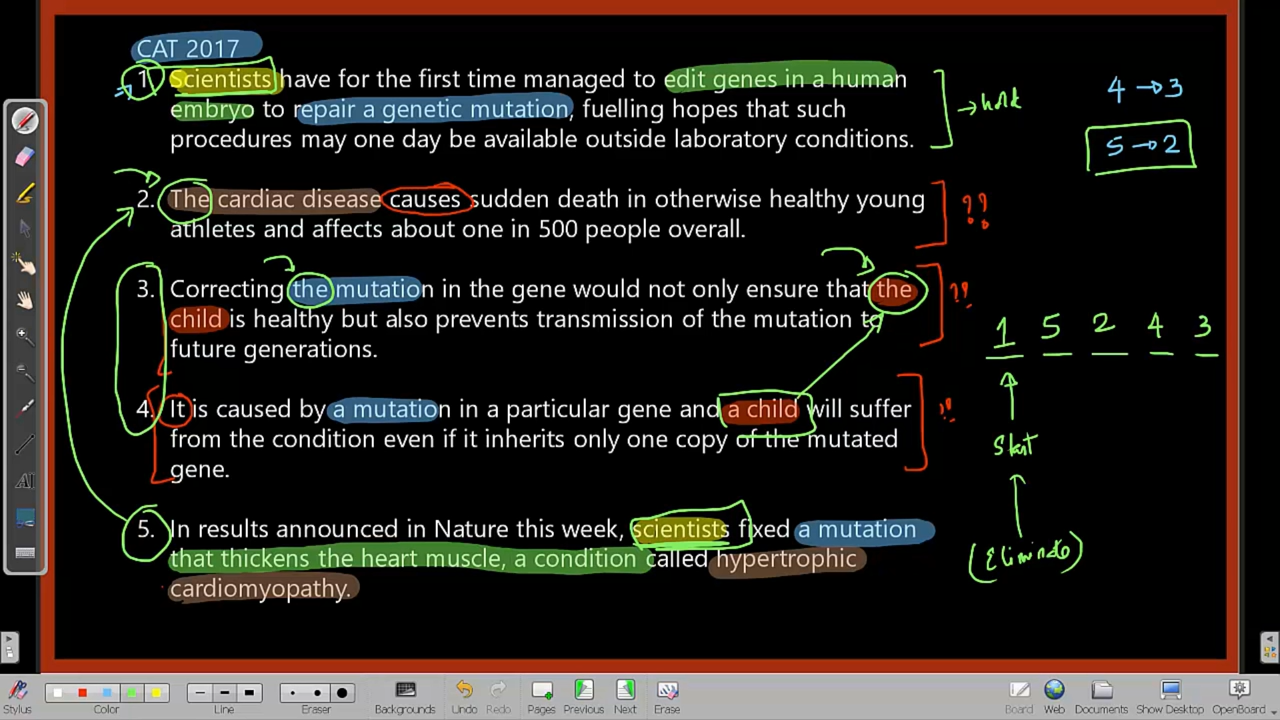 CAT 2017
1. Scientists have for the first time managed to edit genes in a human
embryo to repair a genetic mutation, fuelling hopes that such
procedures may one day be available outside laboratory conditions.
→ hold
4 → 3
5 → 2
2. The cardiac disease causes sudden death in otherwise healthy young
athletes and affects about one in 500 people overall.
??
3. Correcting the mutation in the gene would not only ensure that the
child is healthy but also prevents transmission of the mutation to
future generations.
??
1 5 2 4 3
4. It is caused by a mutation in a particular gene and a child will suffer
from the condition even if it inherits only one copy of the mutated
gene.
??
Start
5. In results announced in Nature this week, scientists fixed a mutation
that thickens the heart muscle, a condition called hypertrophic
cardiomyopathy.
(Eliminate)
Stylus
Color
Line
Eraser
Backgrounds
Undo
Redo
Pages
Previous
Next
Erase
Board
Web
Documents
Show Desktop
OpenBoard